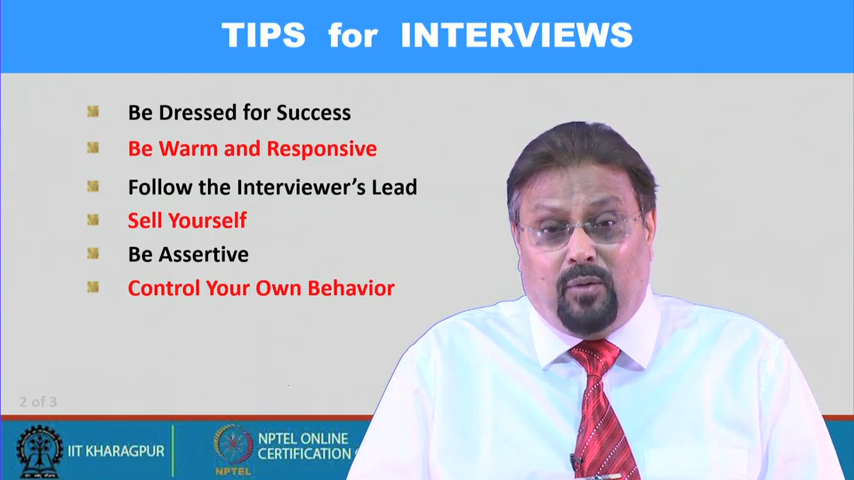 TIPS for INTERVIEWS
Be Dressed for Success
Be Warm and Responsive
Follow the Interviewer's Lead
Sell Yourself
Be Assertive
Control Your Own Behavior
2 of 3
IIT KHARAGPUR
NPTEL ONLINE
CERTIFICATION
NPTEL